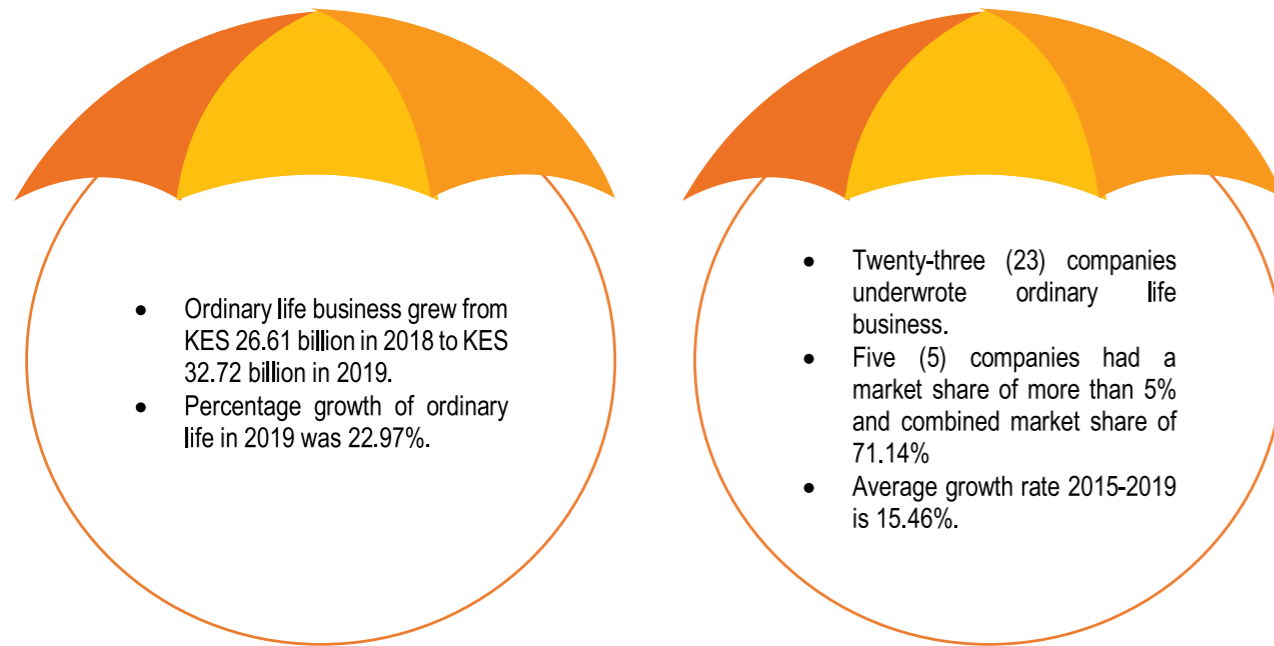 • Ordinary life business grew from
KES 26.61 billion in 2018 to KES
32.72 billion in 2019.
• Percentage growth of ordinary
life in 2019 was 22.97%.
• Twenty-three (23) companies
underwrote ordinary life
business.
• Five (5) companies had a
market share of more than 5%
and combined market share of
71.14%
• Average growth rate 2015-2019
is 15.46%.